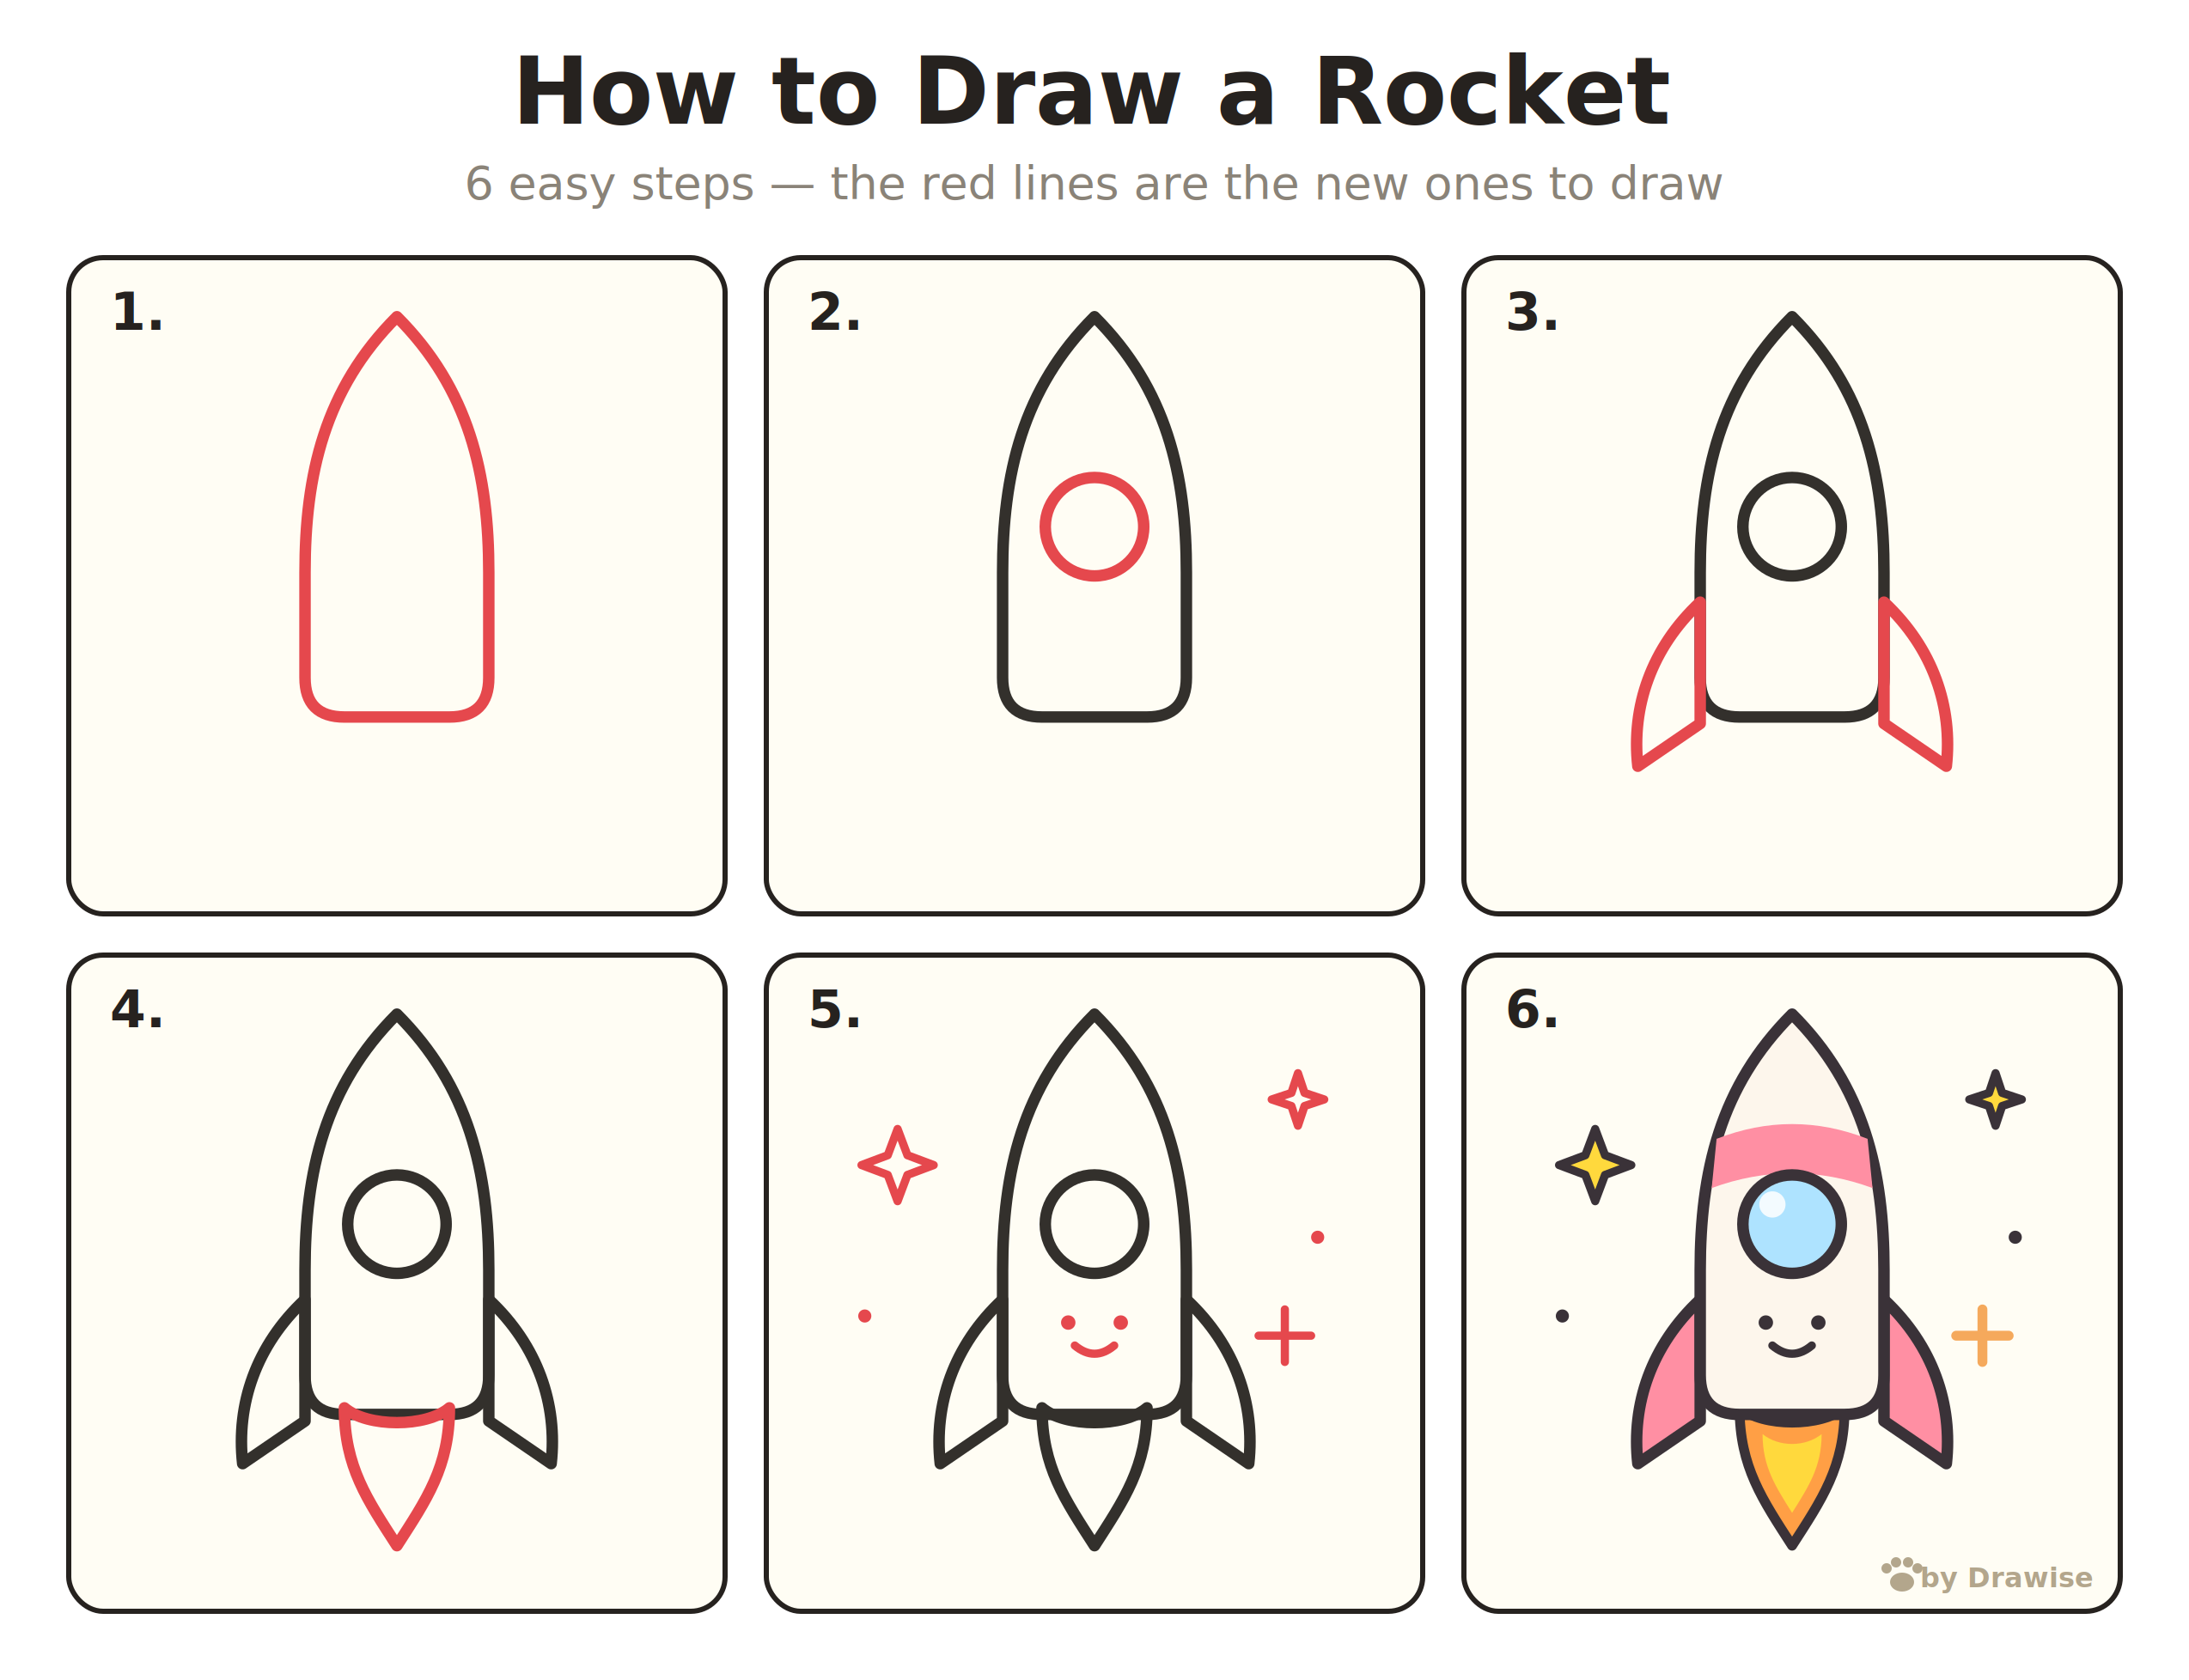 How to Draw a Rocket
6 easy steps — the red lines are the new ones to draw
1.
2.
3.
4.
5.
6.
by Drawise